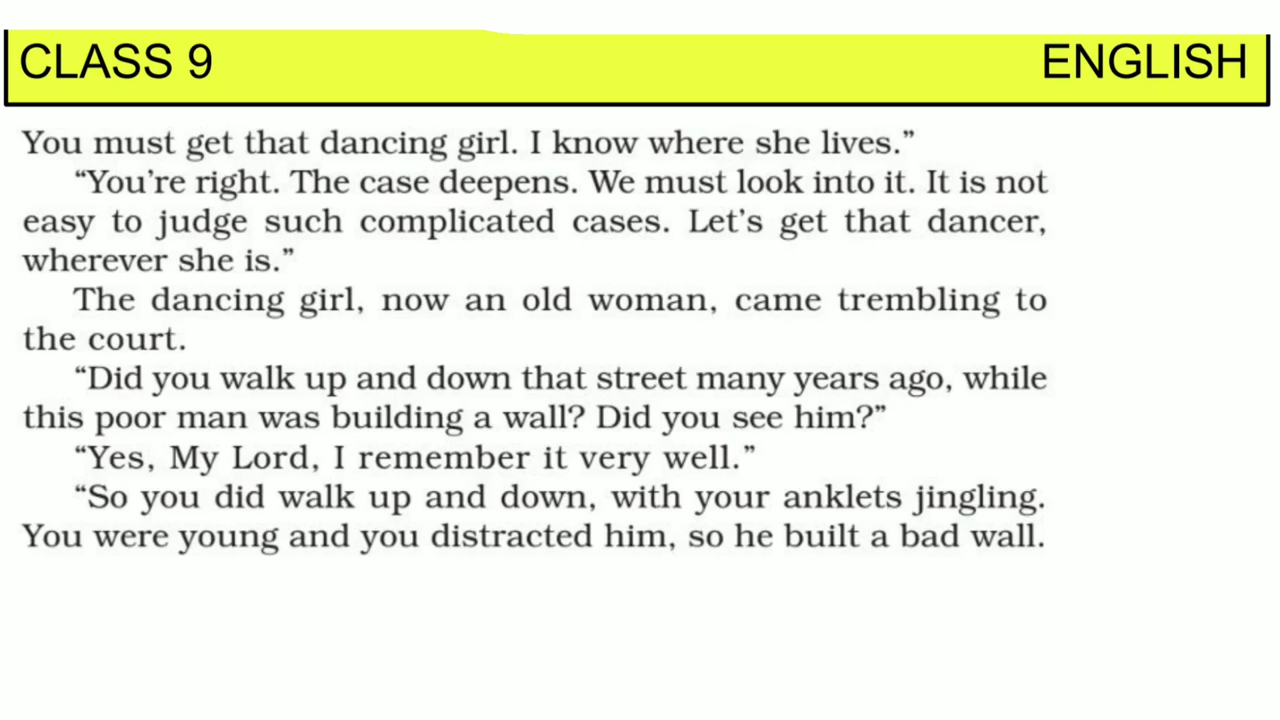 CLASS 9 ENGLISH
You must get that dancing girl. I know where she lives.”
“You’re right. The case deepens. We must look into it. It is not
easy to judge such complicated cases. Let’s get that dancer,
wherever she is.”
The dancing girl, now an old woman, came trembling to
the court.
“Did you walk up and down that street many years ago, while
this poor man was building a wall? Did you see him?”
“Yes, My Lord, I remember it very well.”
“So you did walk up and down, with your anklets jingling.
You were young and you distracted him, so he built a bad wall.